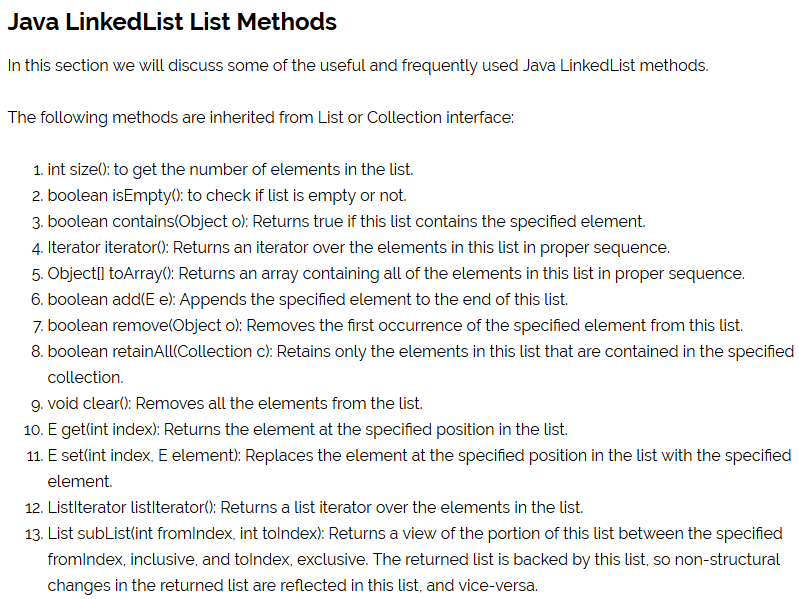 Java LinkedList List Methods
In this section we will discuss some of the useful and frequently used Java LinkedList methods.
The following methods are inherited from List or Collection interface:
1. int size(): to get the number of elements in the list.
2. boolean isEmpty(): to check if list is empty or not.
3. boolean contains(Object o): Returns true if this list contains the specified element.
4. Iterator iterator(): Returns an iterator over the elements in this list in proper sequence.
5. Object[] toArray(): Returns an array containing all of the elements in this list in proper sequence.
6. boolean add(E e): Appends the specified element to the end of this list.
7. boolean remove(Object o): Removes the first occurrence of the specified element from this list.
8. boolean retainAll(Collection c): Retains only the elements in this list that are contained in the specified
collection.
9. void clear(): Removes all the elements from the list.
10. E get(int index): Returns the element at the specified position in the list.
11. E set(int index, E element): Replaces the element at the specified position in the list with the specified
element.
12. ListIterator listIterator(): Returns a list iterator over the elements in the list.
13. List subList(int fromIndex, int toIndex): Returns a view of the portion of this list between the specified
fromIndex, inclusive, and toIndex, exclusive. The returned list is backed by this list, so non-structural
changes in the returned list are reflected in this list, and vice-versa.